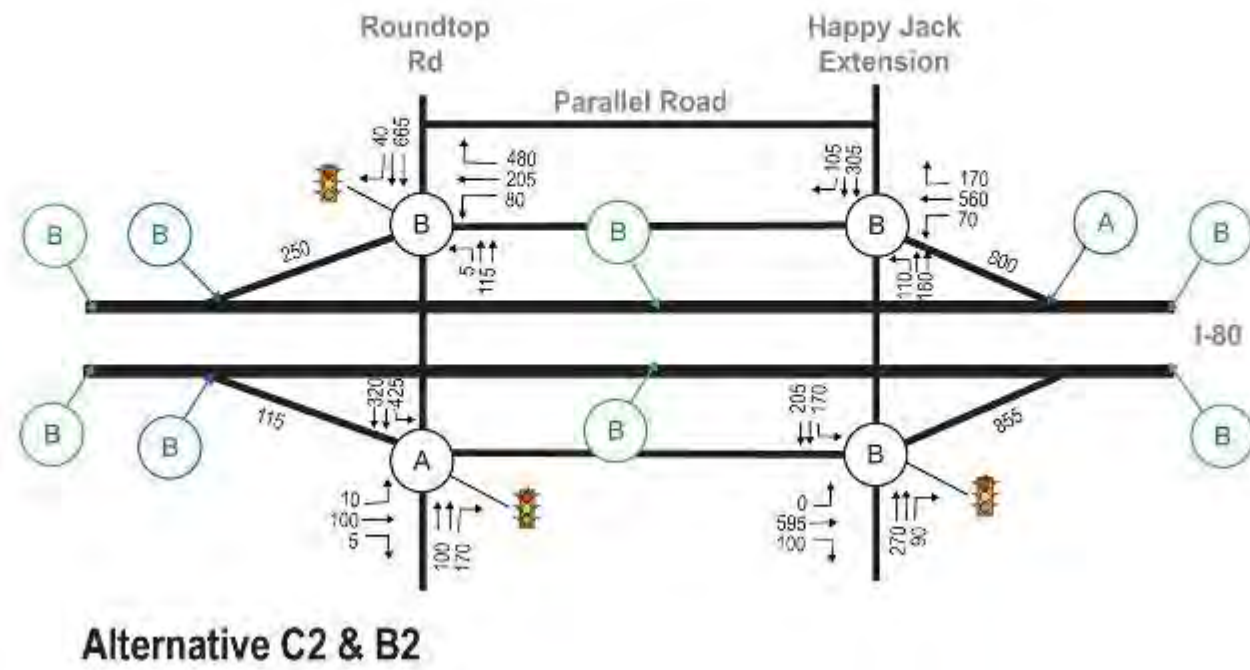 Roundtop
Rd
Happy Jack
Extension
Parallel Road
40
665
480
205
80
105
305
170
560
70
B
B
B
B
B
A
B
250
5
115
110
160
800
I-80
320
425
205
170
B
B
115
A
B
B
855
B
10
100
5
100
170
0
595
100
270
90
Alternative C2 & B2